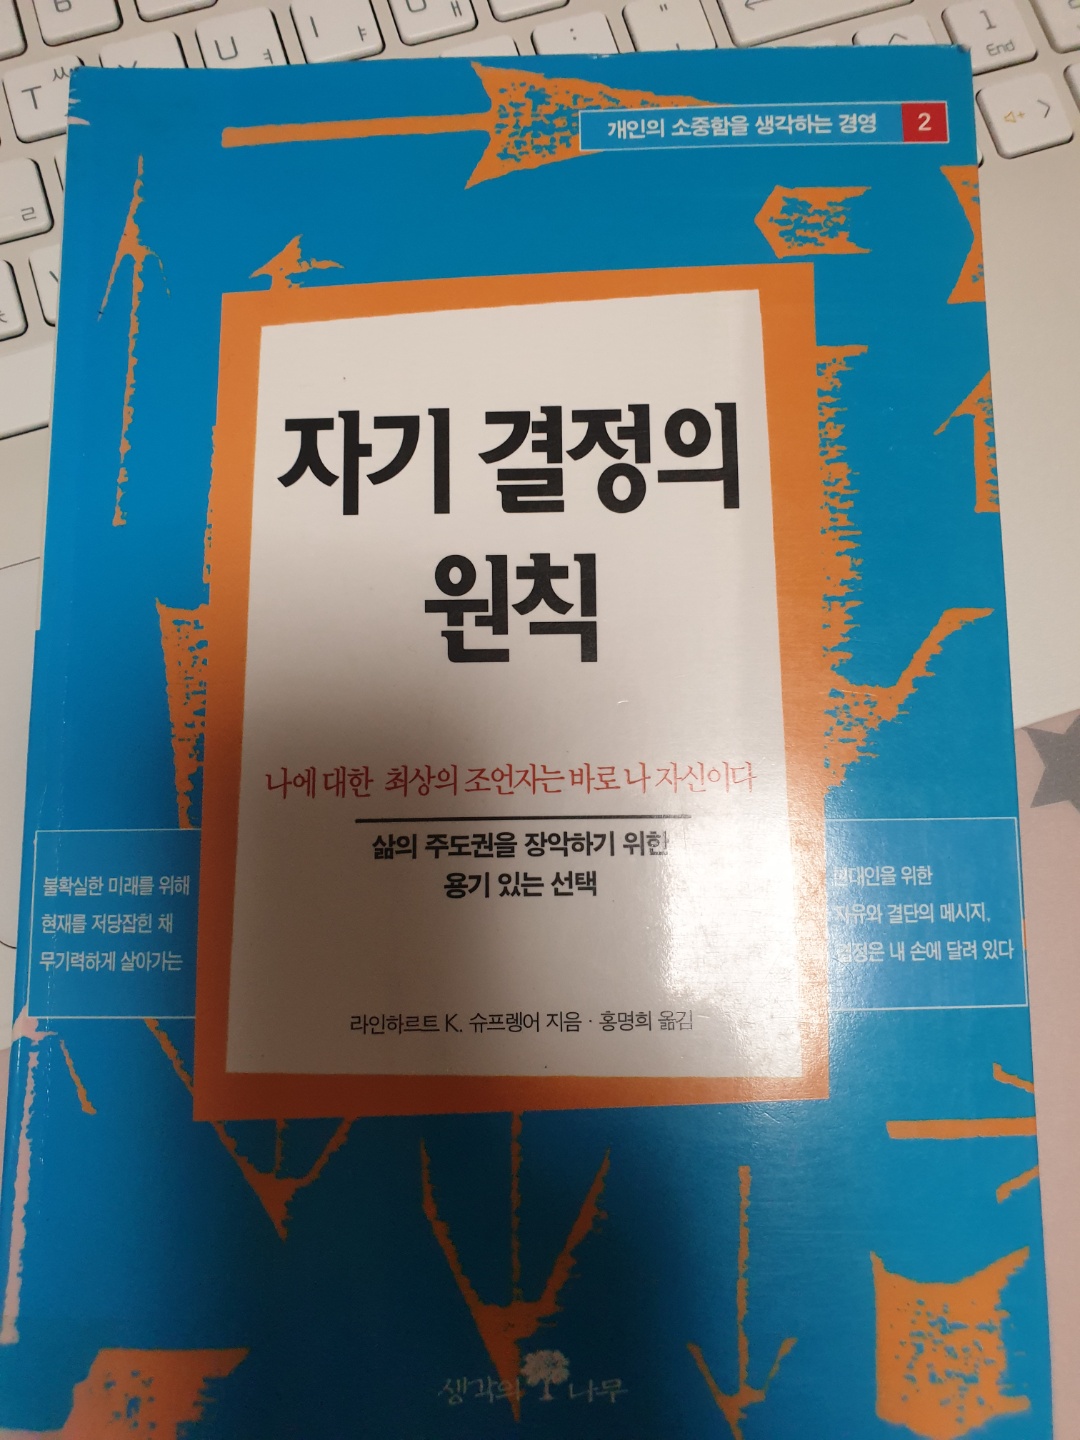 개인의 소중함을 생각하는 경영 2
자기 결정의
원칙
나에 대한 최상의 조언자는 바로 나 자신이다
삶의 주도권을 장악하기 위한
용기 있는 선택
불확실한 미래를 위해
현재를 저당잡힌 채
무기력하게 살아가는
현대인을 위한
자유와 결단의 메시지.
결정은 내 손에 달려 있다
라인하르트 K. 슈프렝어 지음 · 홍명희 옮김
생각의 나무
End